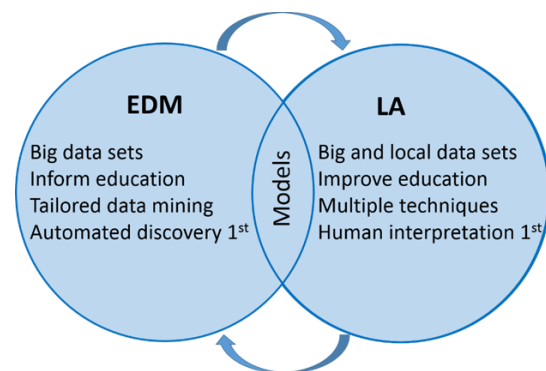 EDM
Big data sets
Inform education
Tailored data mining
Automated discovery 1st
Models
LA
Big and local data sets
Improve education
Multiple techniques
Human interpretation 1st